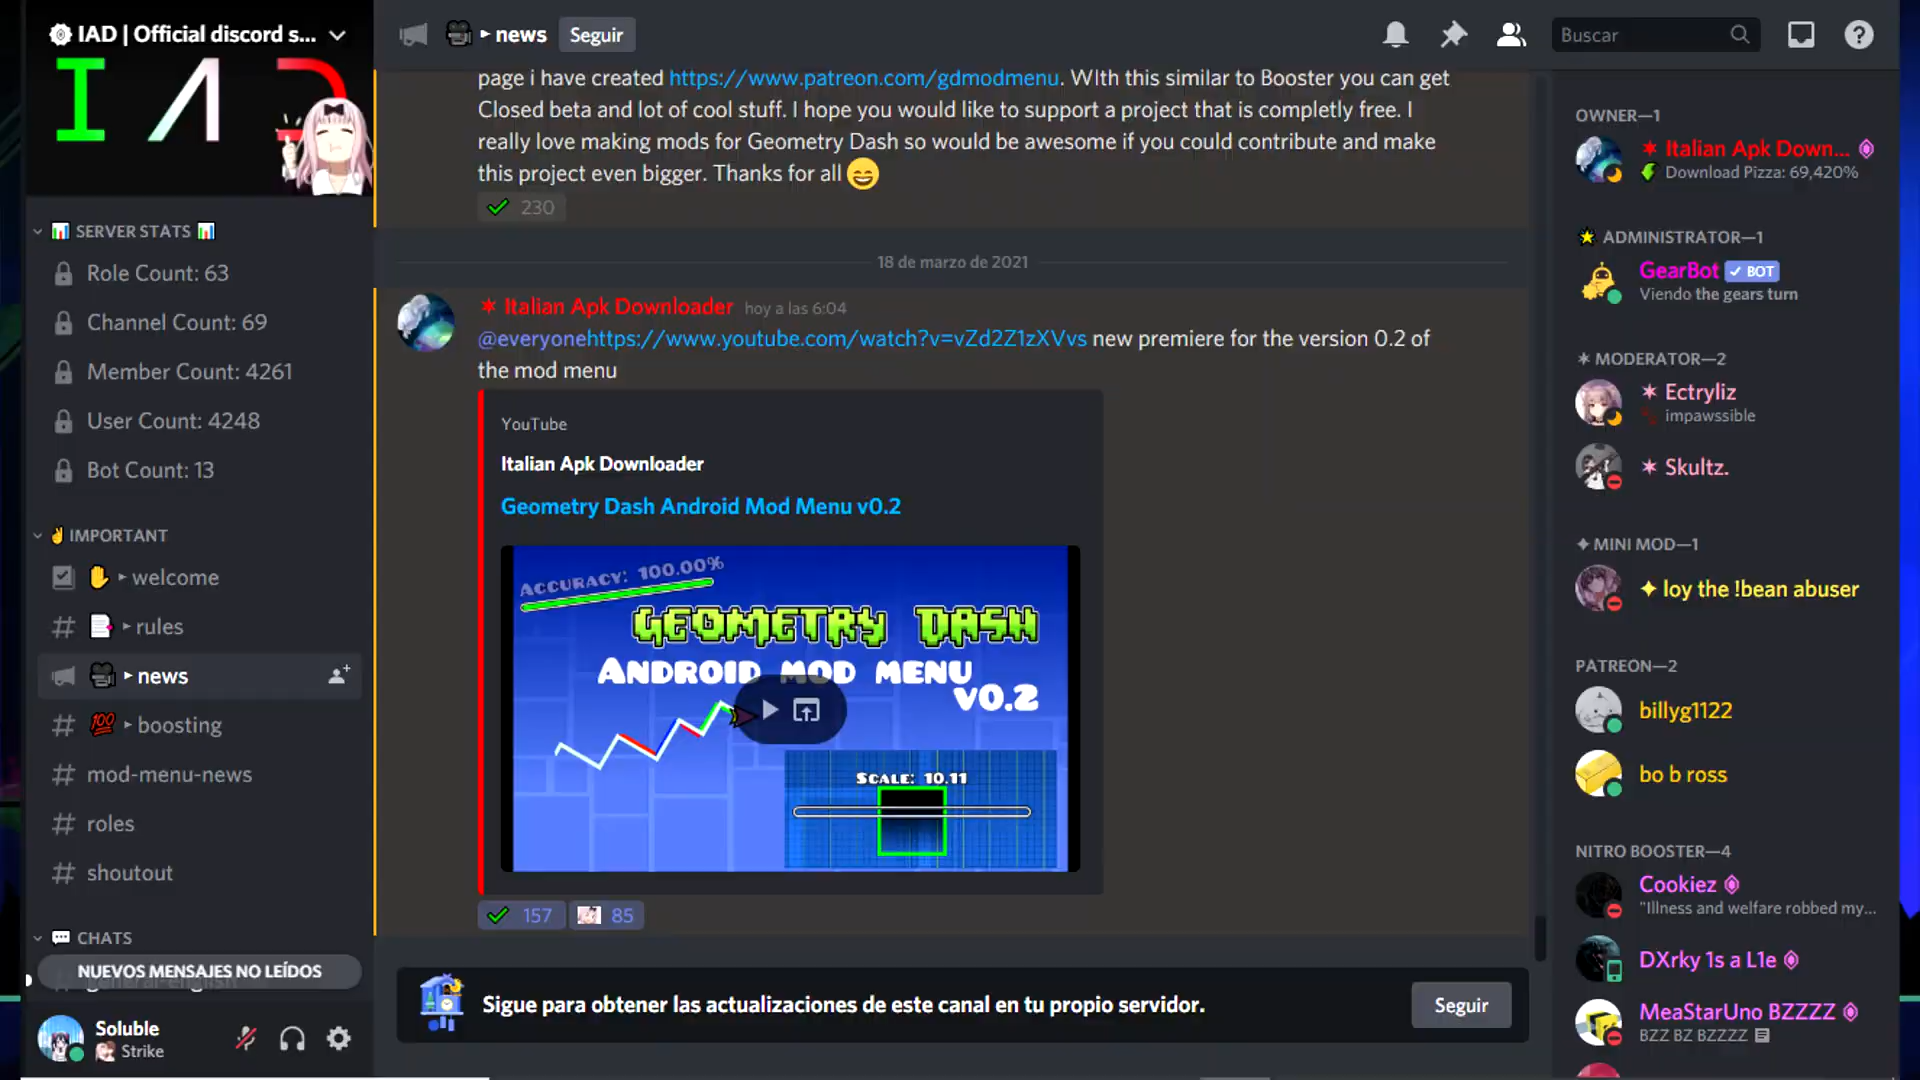 IAD | Official discord s...
I A D
SERVER STATS
Role Count: 63
Channel Count: 69
Member Count: 4261
User Count: 4248
Bot Count: 13
IMPORTANT
welcome
rules
news
100 boosting
mod-menu-news
roles
shoutout
CHATS
NUEVOS MENSAJES NO LEÍDOS
general-english
Soluble
Strike
news
Seguir
Buscar
page i have created https://www.patreon.com/gdmodmenu. WIth this similar to Booster you can get
Closed beta and lot of cool stuff. I hope you would like to support a project that is completly free. I
really love making mods for Geometry Dash so would be awesome if you could contribute and make
this project even bigger. Thanks for all
230
18 de marzo de 2021
Italian Apk Downloader hoy a las 6:04
@everyonehttps://www.youtube.com/watch?v=vZd2Z1zXVvs new premiere for the version 0.2 of
the mod menu
YouTube
Italian Apk Downloader
Geometry Dash Android Mod Menu v0.2
ACCURACY: 100.00%
GEOMETRY DASH
ANDROID MOD MENU
v0.2
SCALE: 10.11
157 85
Sigue para obtener las actualizaciones de este canal en tu propio servidor.
Seguir
OWNER—1
Italian Apk Down...
Download Pizza: 69,420%
ADMINISTRATOR—1
GearBot BOT
Viendo the gears turn
MODERATOR—2
Ectryliz
impawssible
Skultz.
MINI MOD—1
loy the !bean abuser
PATREON—2
billyg1122
bo b ross
NITRO BOOSTER—4
Cookiez
"Illness and welfare robbed my...
DXrky 1s a L1e
MeaStarUno BZZZZ
BZZ BZ BZZZZ